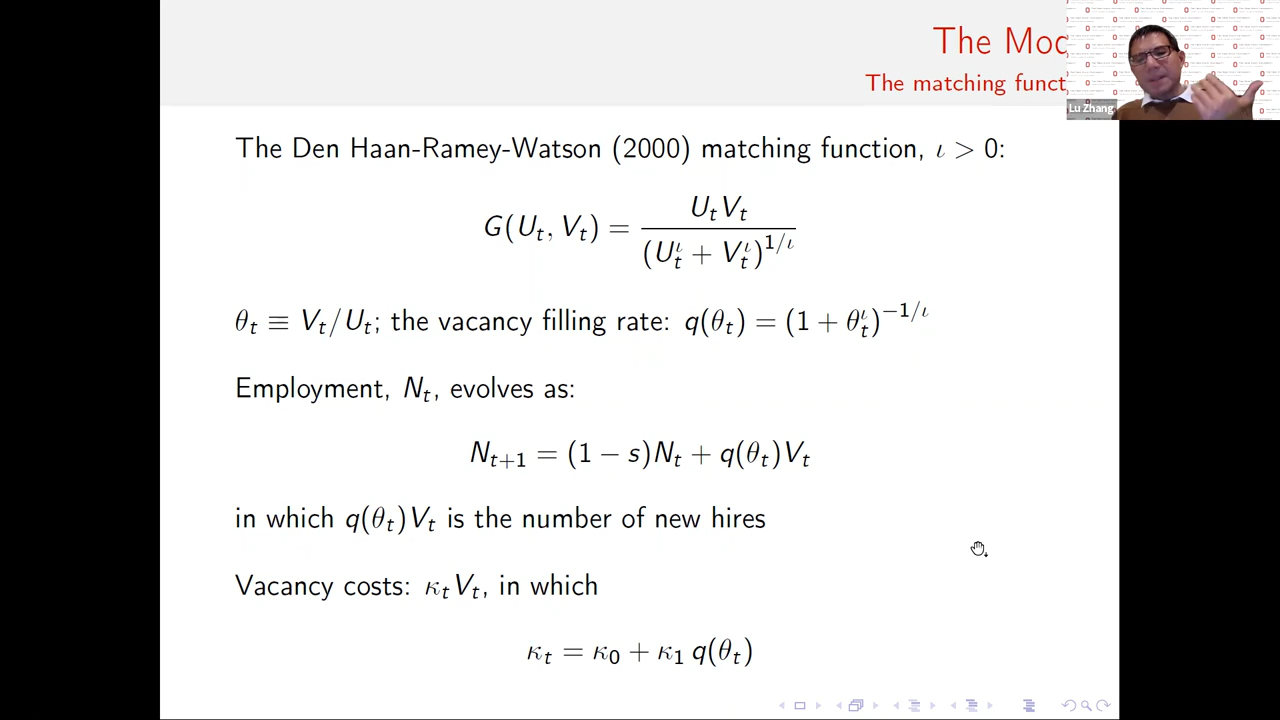 The Mod
The matching funct
Lu Zhang
The Den Haan-Ramey-Watson (2000) matching function, ι > 0:
G(U_t, V_t) = U_t V_t / (U_t^ι + V_t^ι)^{1/ι}
θ_t ≡ V_t/U_t; the vacancy filling rate: q(θ_t) = (1 + θ_t^ι)^{−1/ι}
Employment, N_t, evolves as:
N_{t+1} = (1 − s)N_t + q(θ_t)V_t
in which q(θ_t)V_t is the number of new hires
Vacancy costs: κ_t V_t, in which
κ_t = κ_0 + κ_1 q(θ_t)